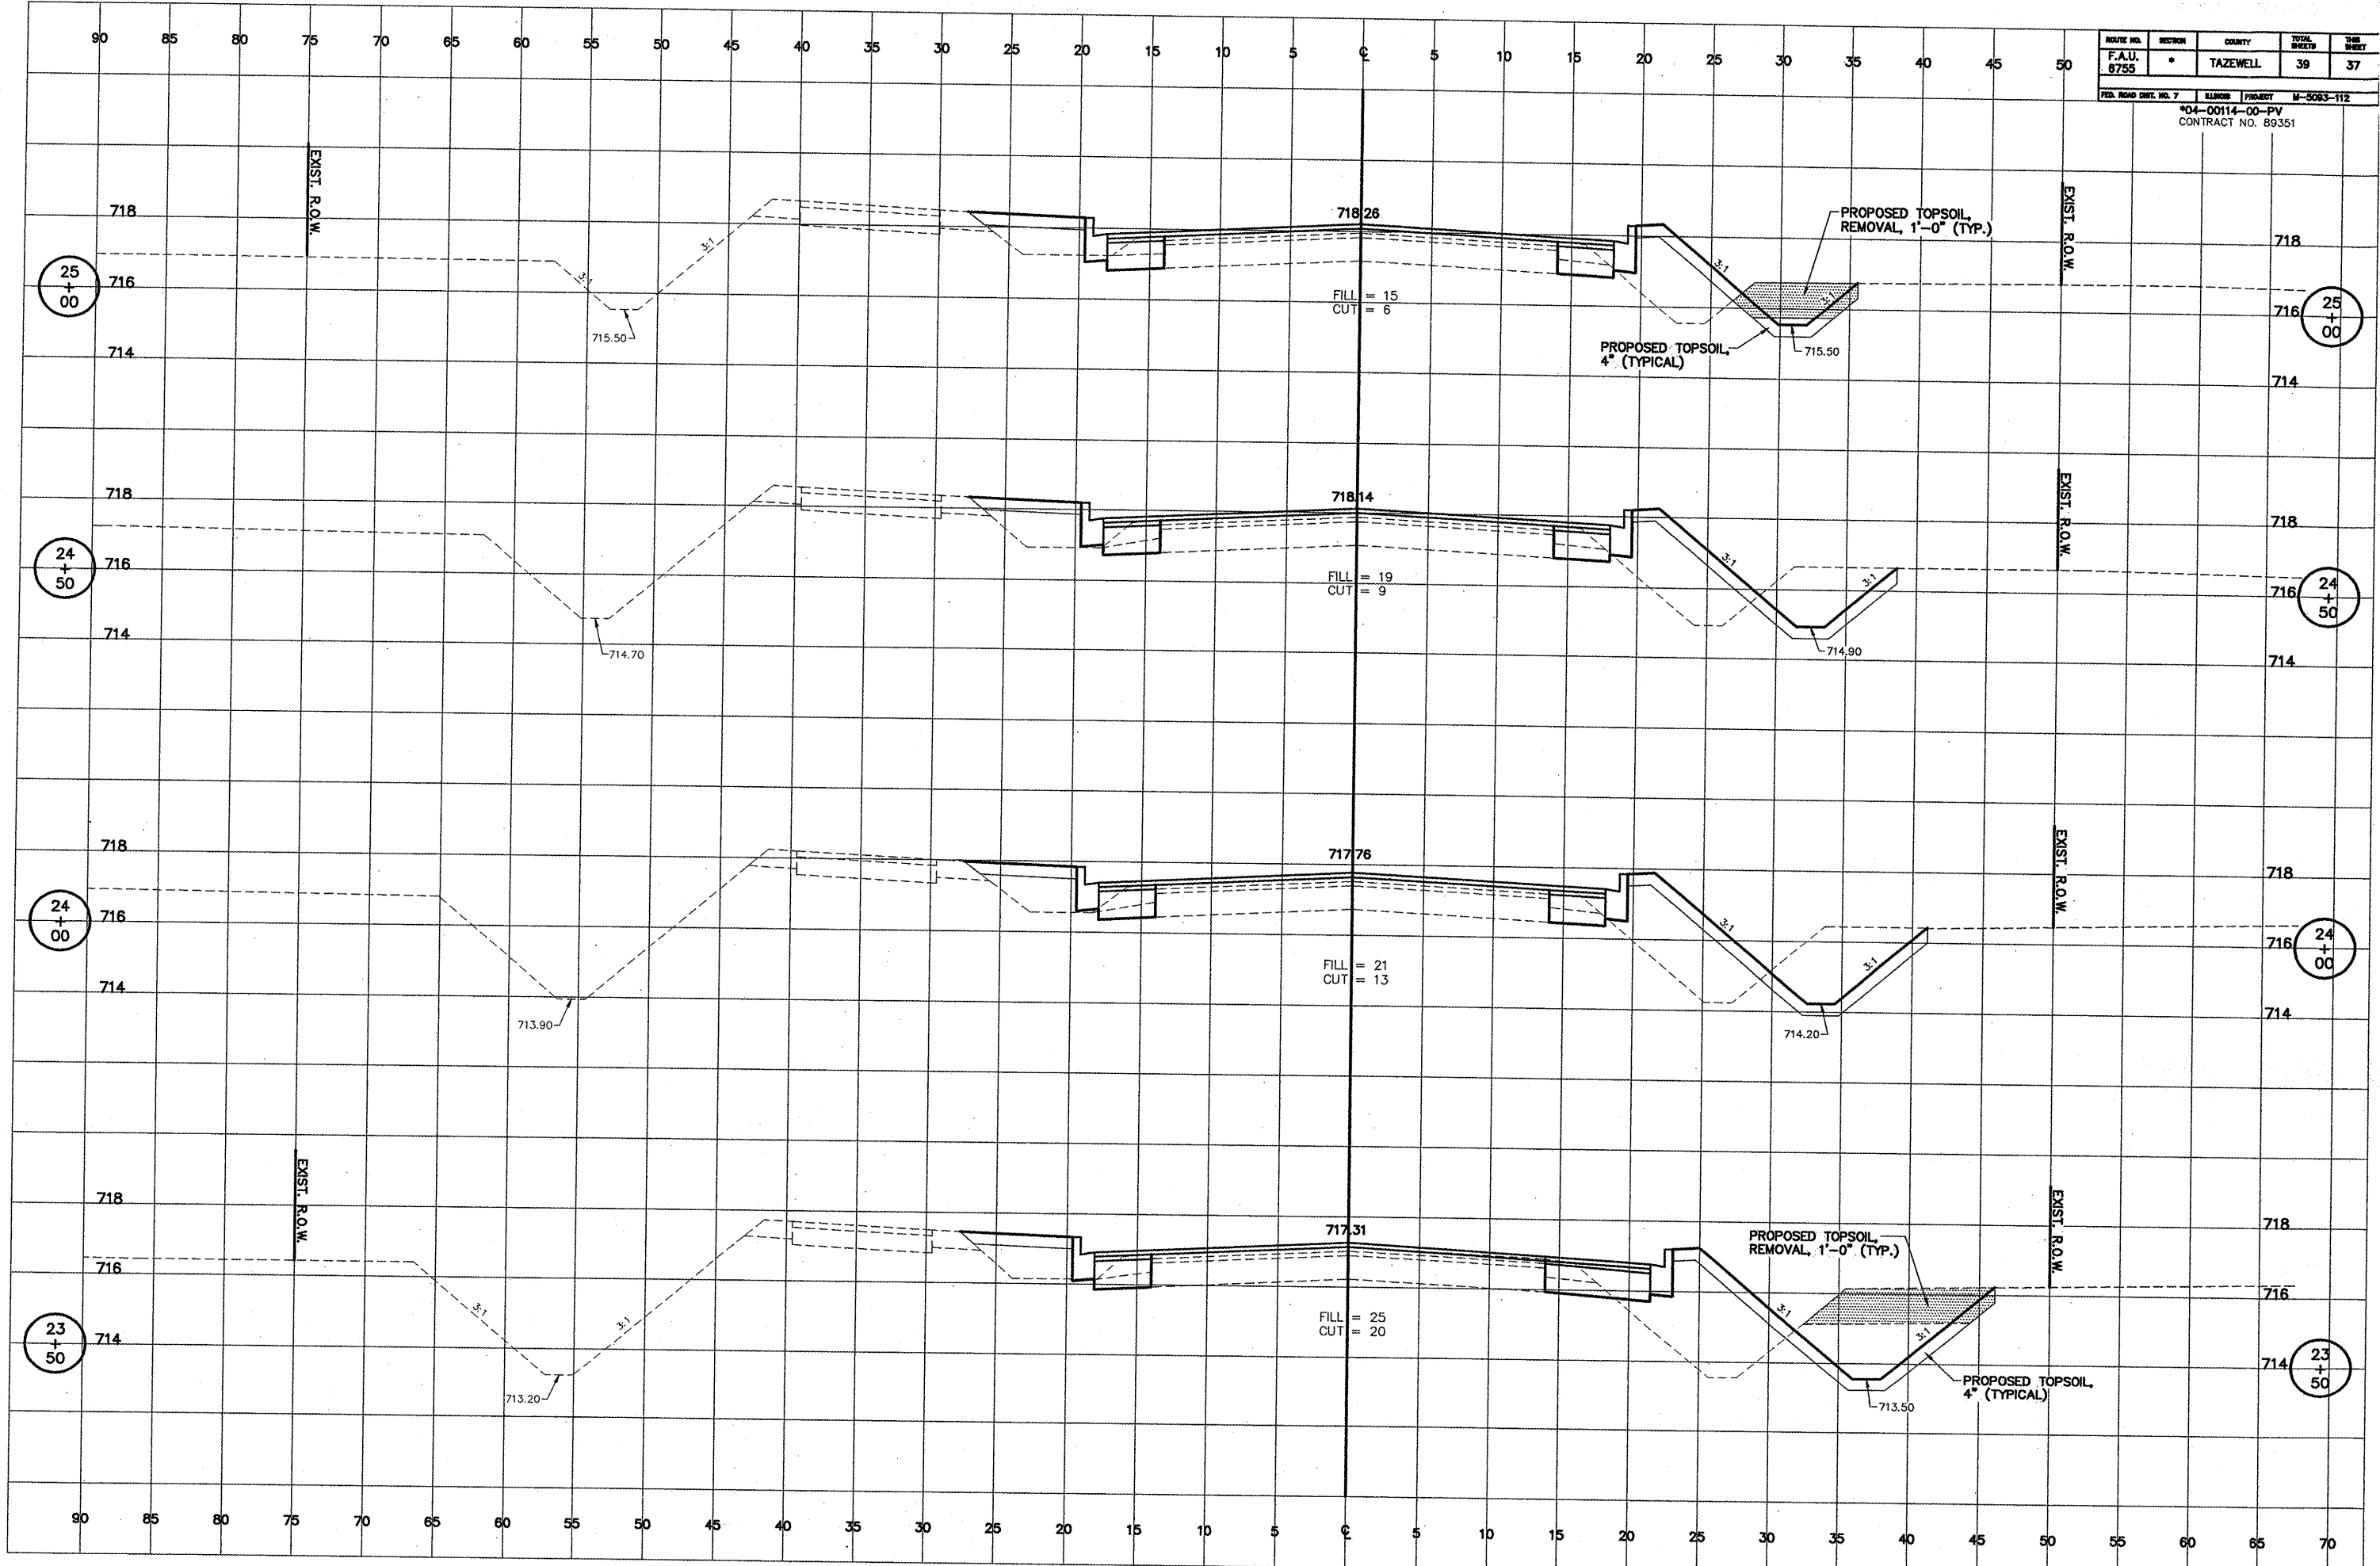 90 85 80 75 70 65 60 55 50 45 40 35 30 25 20 15 10 5 ℄ 5 10 15 20 25 30 35 40 45 50
ROUTE NO. SECTION COUNTY TOTAL SHEETS THIS SHEET
F.A.U. 6755 * TAZEWELL 39 37
FED. ROAD DIST. NO. 7 ILLINOIS PROJECT M-5093-112
*04-00114-00-PV
CONTRACT NO. 89351
EXIST. R.O.W.
EXIST. R.O.W.
718
718.26
PROPOSED TOPSOIL,
REMOVAL, 1'-0" (TYP.)
718
3:1
3:1
3:1
3:1
25
+
00
716
FILL = 15
CUT = 6
716
25
+
00
715.50
PROPOSED TOPSOIL,
4" (TYPICAL)
715.50
714
714
EXIST. R.O.W.
718
718.14
718
3:1
3:1
24
+
50
716
FILL = 19
CUT = 9
716
24
+
50
714
714.70
714.90
714
EXIST. R.O.W.
718
717.76
718
3:1
3:1
24
+
00
716
FILL = 21
CUT = 13
716
24
+
00
714
713.90
714.20
714
EXIST. R.O.W.
EXIST. R.O.W.
718
717.31
PROPOSED TOPSOIL,
REMOVAL, 1'-0" (TYP.)
718
716
3:1
3:1
3:1
3:1
716
23
+
50
714
FILL = 25
CUT = 20
714
23
+
50
713.20
PROPOSED TOPSOIL,
4" (TYPICAL)
713.50
90 85 80 75 70 65 60 55 50 45 40 35 30 25 20 15 10 5 ℄ 5 10 15 20 25 30 35 40 45 50 55 60 65 70